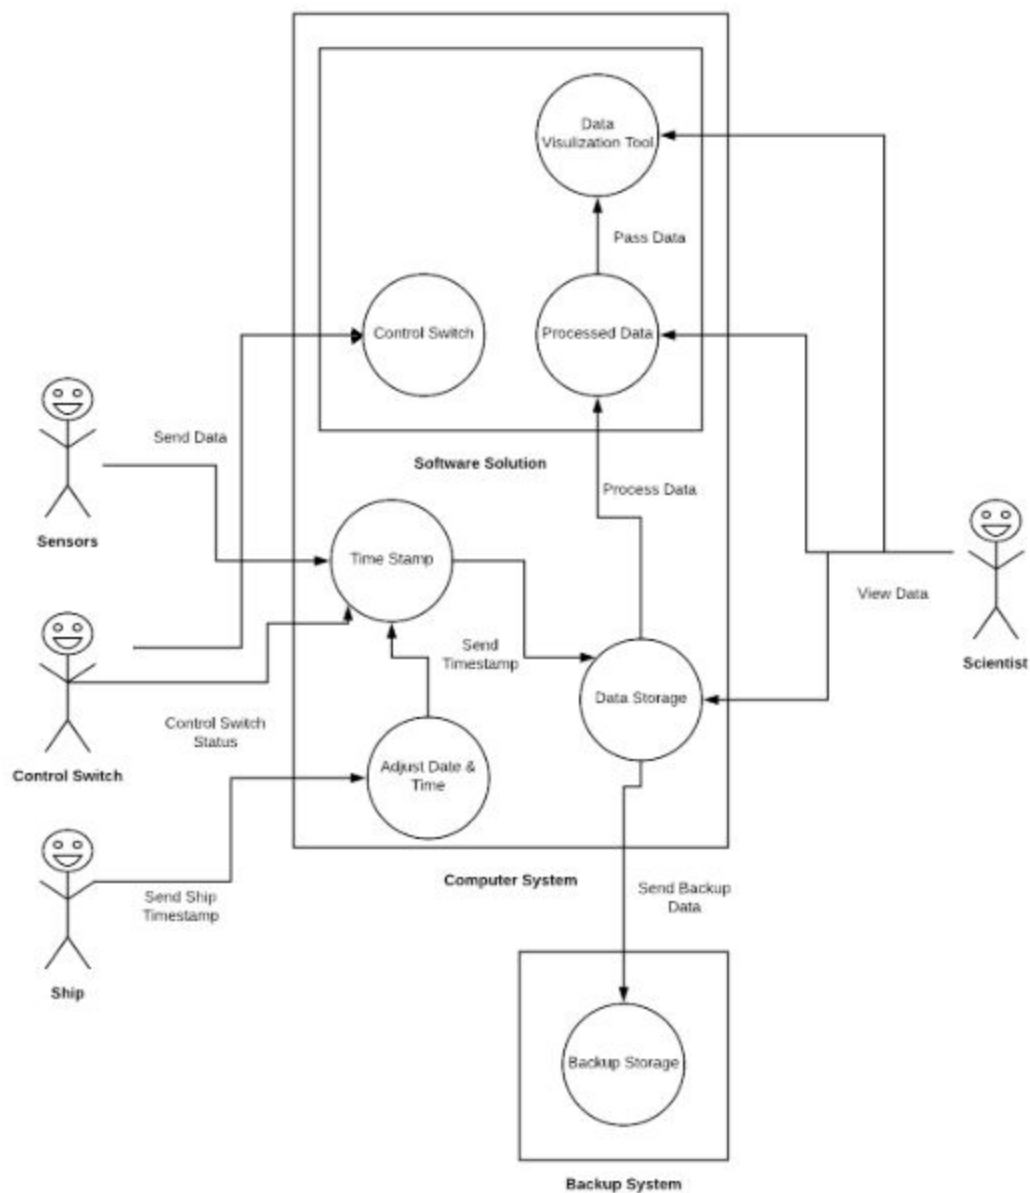 Data
Visulization Tool
Pass Data
Control Switch
Processed Data
Send Data
Software Solution
Process Data
Sensors
Time Stamp
View Data
Send
Timestamp
Scientist
Data Storage
Control Switch
Status
Control Switch
Adjust Date &
Time
Computer System
Send Ship
Timestamp
Send Backup
Data
Ship
Backup Storage
Backup System